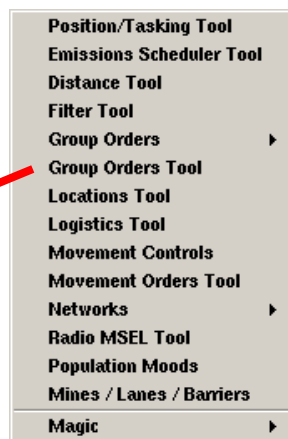 Position/Tasking Tool
Emissions Scheduler Tool
Distance Tool
Filter Tool
Group Orders
Group Orders Tool
Locations Tool
Logistics Tool
Movement Controls
Movement Orders Tool
Networks
Radio MSEL Tool
Population Moods
Mines / Lanes / Barriers
Magic